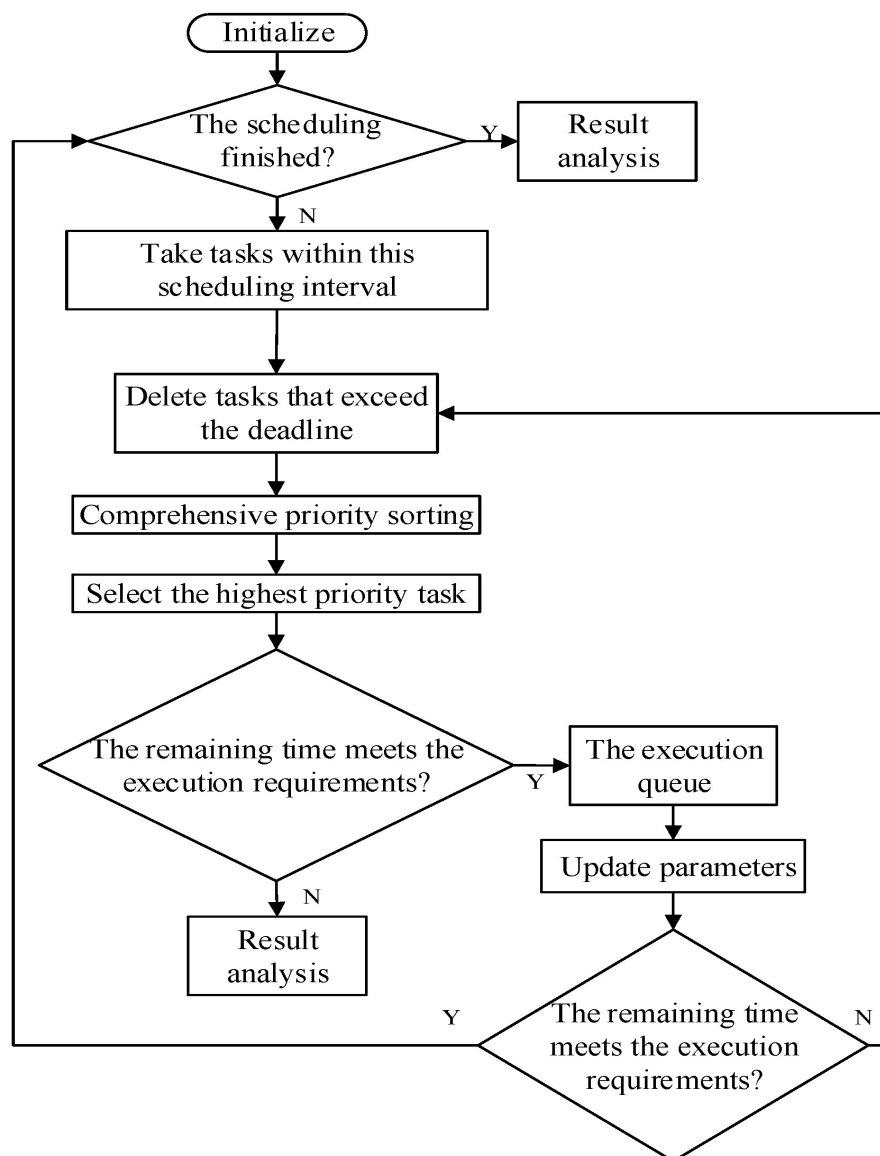 Initialize
The scheduling
finished?
Y
Result
analysis
N
Take tasks within this
scheduling interval
Delete tasks that exceed
the deadline
Comprehensive priority sorting
Select the highest priority task
The remaining time meets the
execution requirements?
Y
The execution
queue
Update parameters
N
Result
analysis
Y
The remaining time
meets the execution
requirements?
N